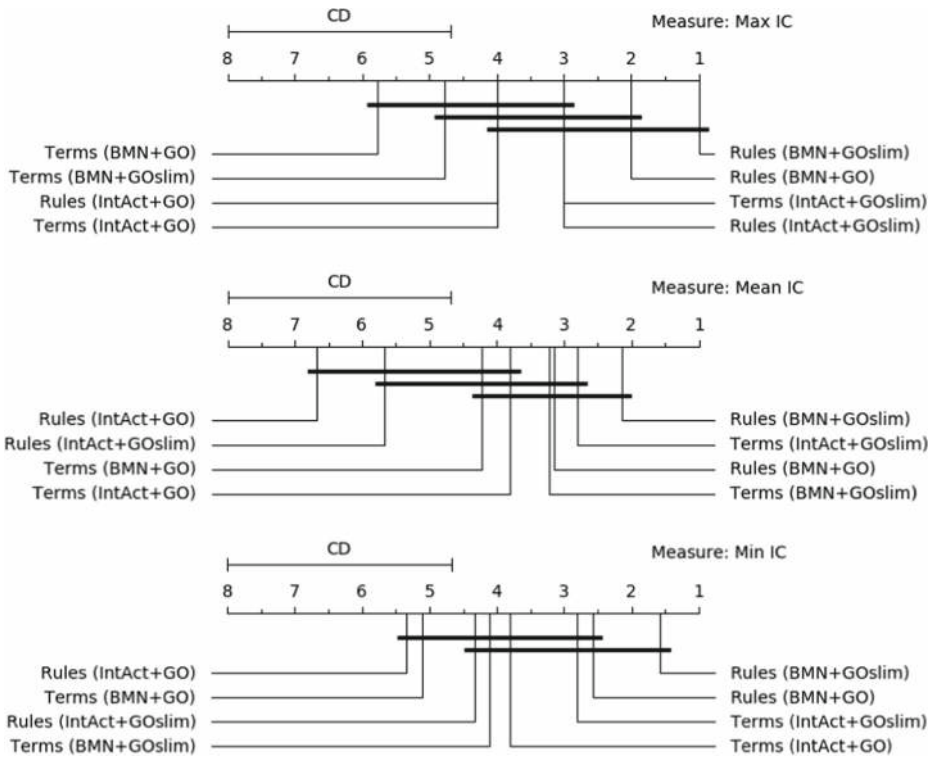 CD Measure: Max IC
8 7 6 5 4 3 2 1
Terms (BMN+GO) Rules (BMN+GOslim)
Terms (BMN+GOslim) Rules (BMN+GO)
Rules (IntAct+GO) Terms (IntAct+GOslim)
Terms (IntAct+GO) Rules (IntAct+GOslim)
CD Measure: Mean IC
8 7 6 5 4 3 2 1
Rules (IntAct+GO) Rules (BMN+GOslim)
Rules (IntAct+GOslim) Terms (IntAct+GOslim)
Terms (BMN+GO) Rules (BMN+GO)
Terms (IntAct+GO) Terms (BMN+GOslim)
CD Measure: Min IC
8 7 6 5 4 3 2 1
Rules (IntAct+GO) Rules (BMN+GOslim)
Terms (BMN+GO) Rules (BMN+GO)
Rules (IntAct+GOslim) Terms (IntAct+GOslim)
Terms (BMN+GOslim) Terms (IntAct+GO)